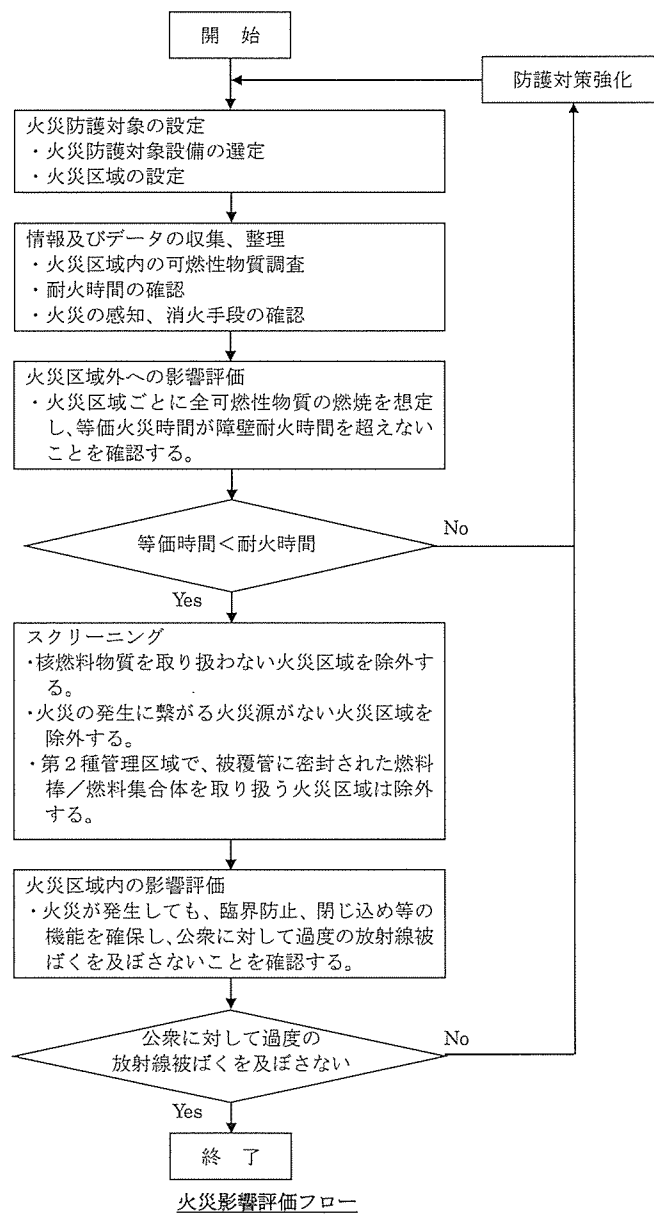 開　始
防護対策強化
火災防護対象の設定
・火災防護対象設備の選定
・火災区域の設定
情報及びデータの収集、整理
・火災区域内の可燃性物質調査
・耐火時間の確認
・火災の感知、消火手段の確認
火災区域外への影響評価
・火災区域ごとに全可燃性物質の燃焼を想定
し、等価火災時間が障壁耐火時間を超えない
ことを確認する。
等価時間＜耐火時間
No
Yes
スクリーニング
・核燃料物質を取り扱わない火災区域を除外す
る。
・火災の発生に繋がる火災源がない火災区域を
除外する。
・第２種管理区域で、被覆管に密封された燃料
棒／燃料集合体を取り扱う火災区域は除外
する。
火災区域内の影響評価
・火災が発生しても、臨界防止、閉じ込め等の
機能を確保し、公衆に対して過度の放射線被
ばくを及ぼさないことを確認する。
公衆に対して過度の
放射線被ばくを及ぼさない
No
Yes
終　了
火災影響評価フロー